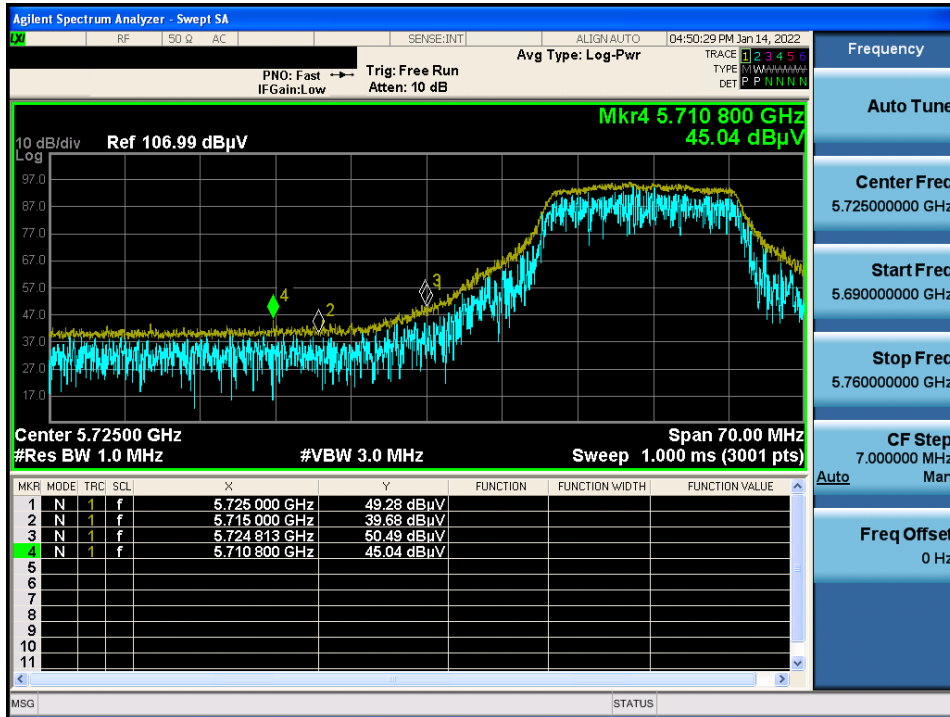 Agilent Spectrum Analyzer - Swept SA
LXI RF 50 Ω AC SENSE:INT ALIGN AUTO 04:50:29 PM Jan 14, 2022
Avg Type: Log-Pwr TRACE 1 2 3 4 5 6
PNO: Fast Trig: Free Run TYPE M W W W W W
IFGain:Low Atten: 10 dB DET P P N N N N
Mkr4 5.710 800 GHz
45.04 dBµV
10 dB/div Ref 106.99 dBµV
Log
97.0
87.0
77.0
67.0
57.0
47.0
37.0
27.0
17.0
4
2
3
Center 5.72500 GHz Span 70.00 MHz
#Res BW 1.0 MHz #VBW 3.0 MHz Sweep 1.000 ms (3001 pts)
MKR MODE TRC SCL X Y FUNCTION FUNCTION WIDTH FUNCTION VALUE
1 N 1 f 5.725 000 GHz 49.28 dBµV
2 N 1 f 5.715 000 GHz 39.68 dBµV
3 N 1 f 5.724 813 GHz 50.49 dBµV
4 N 1 f 5.710 800 GHz 45.04 dBµV
5
6
7
8
9
10
11
MSG STATUS
Frequency
Auto Tune
Center Freq
5.725000000 GHz
Start Freq
5.690000000 GHz
Stop Freq
5.760000000 GHz
CF Step
7.000000 MHz
Auto Man
Freq Offset
0 Hz